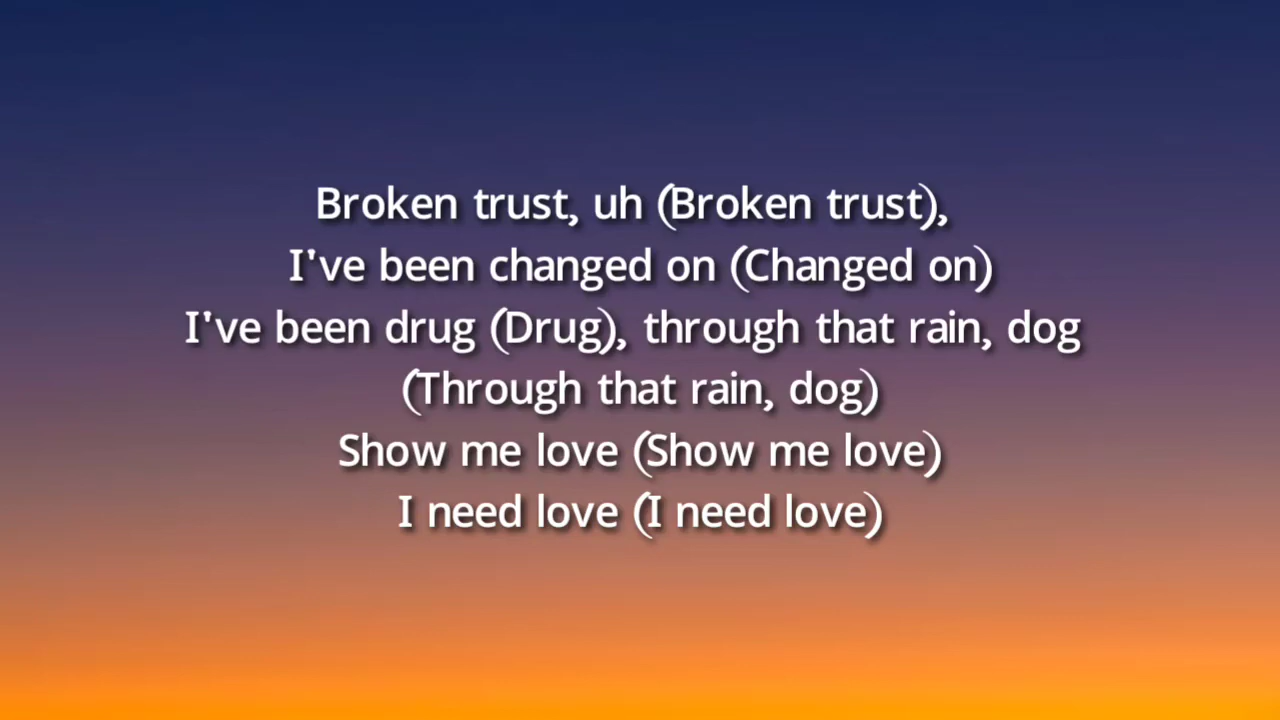 Broken trust, uh (Broken trust),
I've been changed on (Changed on)
I've been drug (Drug), through that rain, dog
(Through that rain, dog)
Show me love (Show me love)
I need love (I need love)